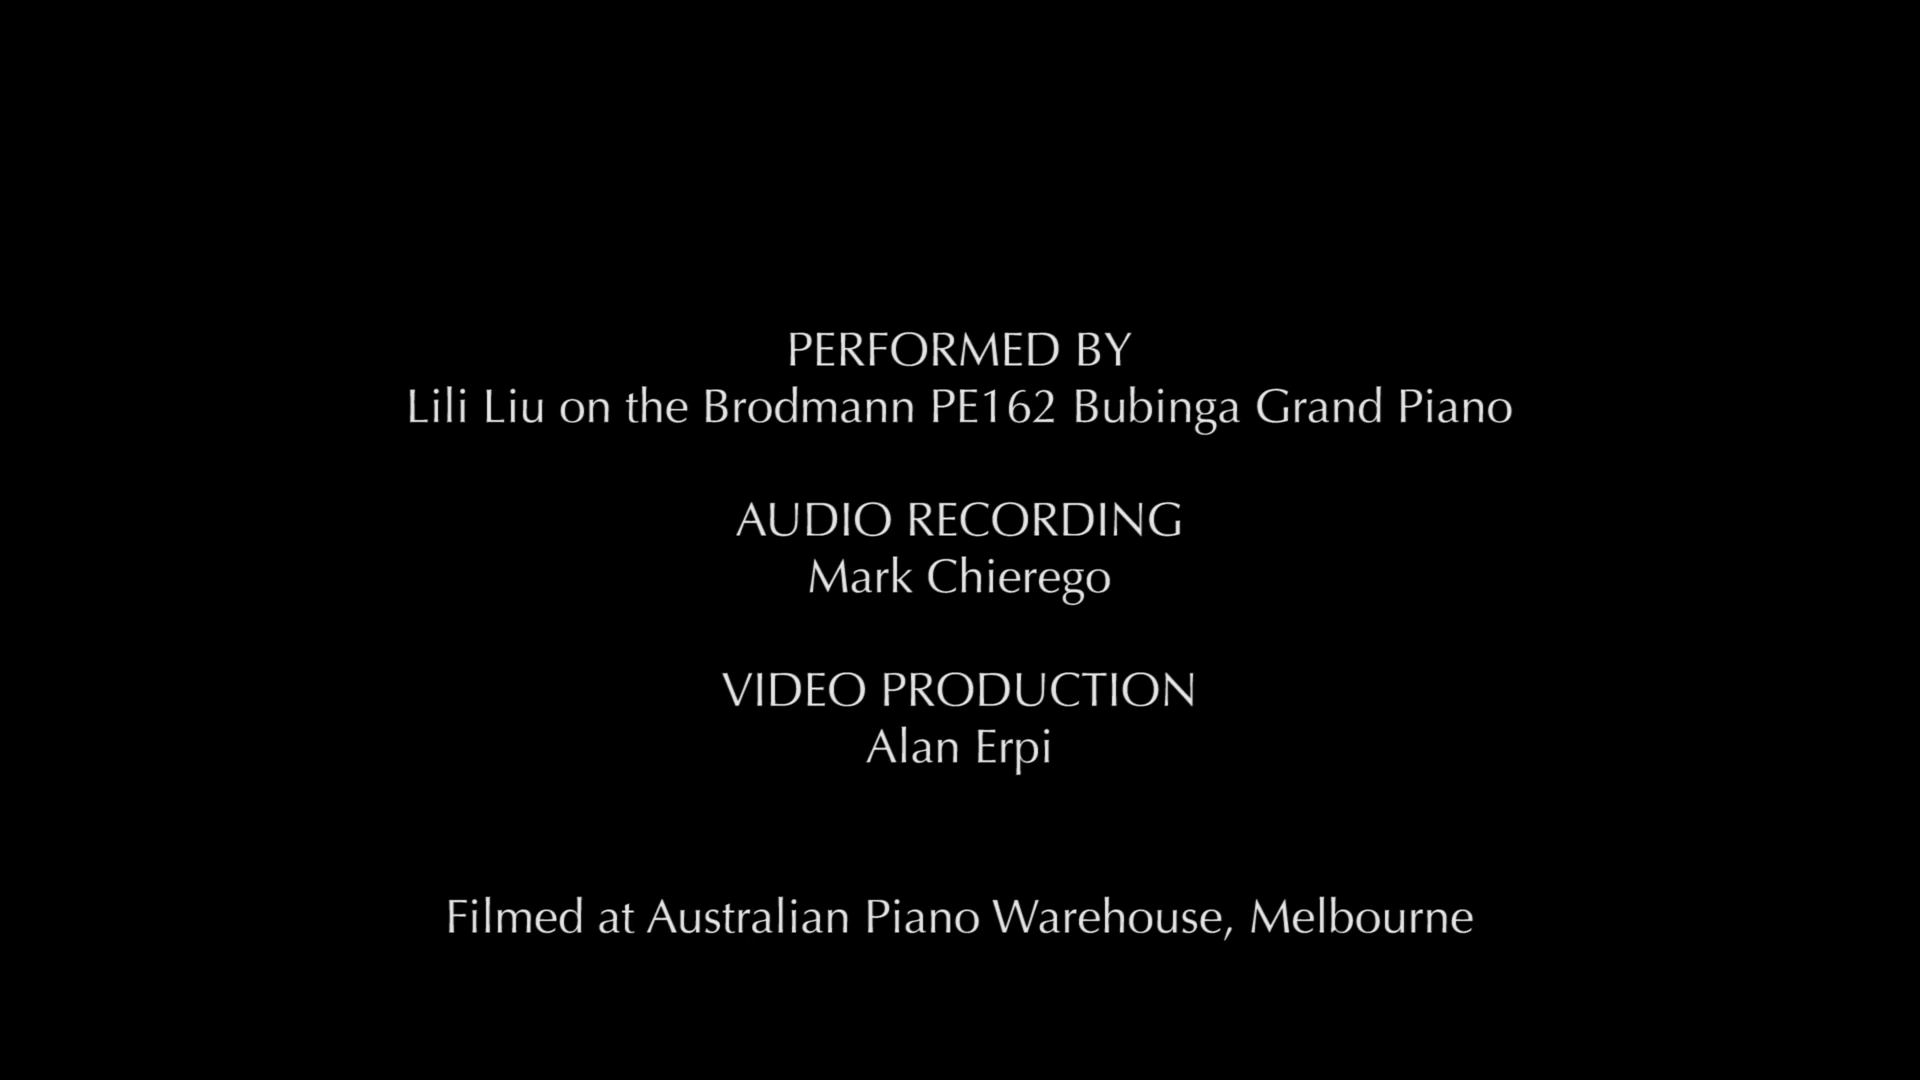 PERFORMED BY
Lili Liu on the Brodmann PE162 Bubinga Grand Piano
AUDIO RECORDING
Mark Chierego
VIDEO PRODUCTION
Alan Erpi
Filmed at Australian Piano Warehouse, Melbourne